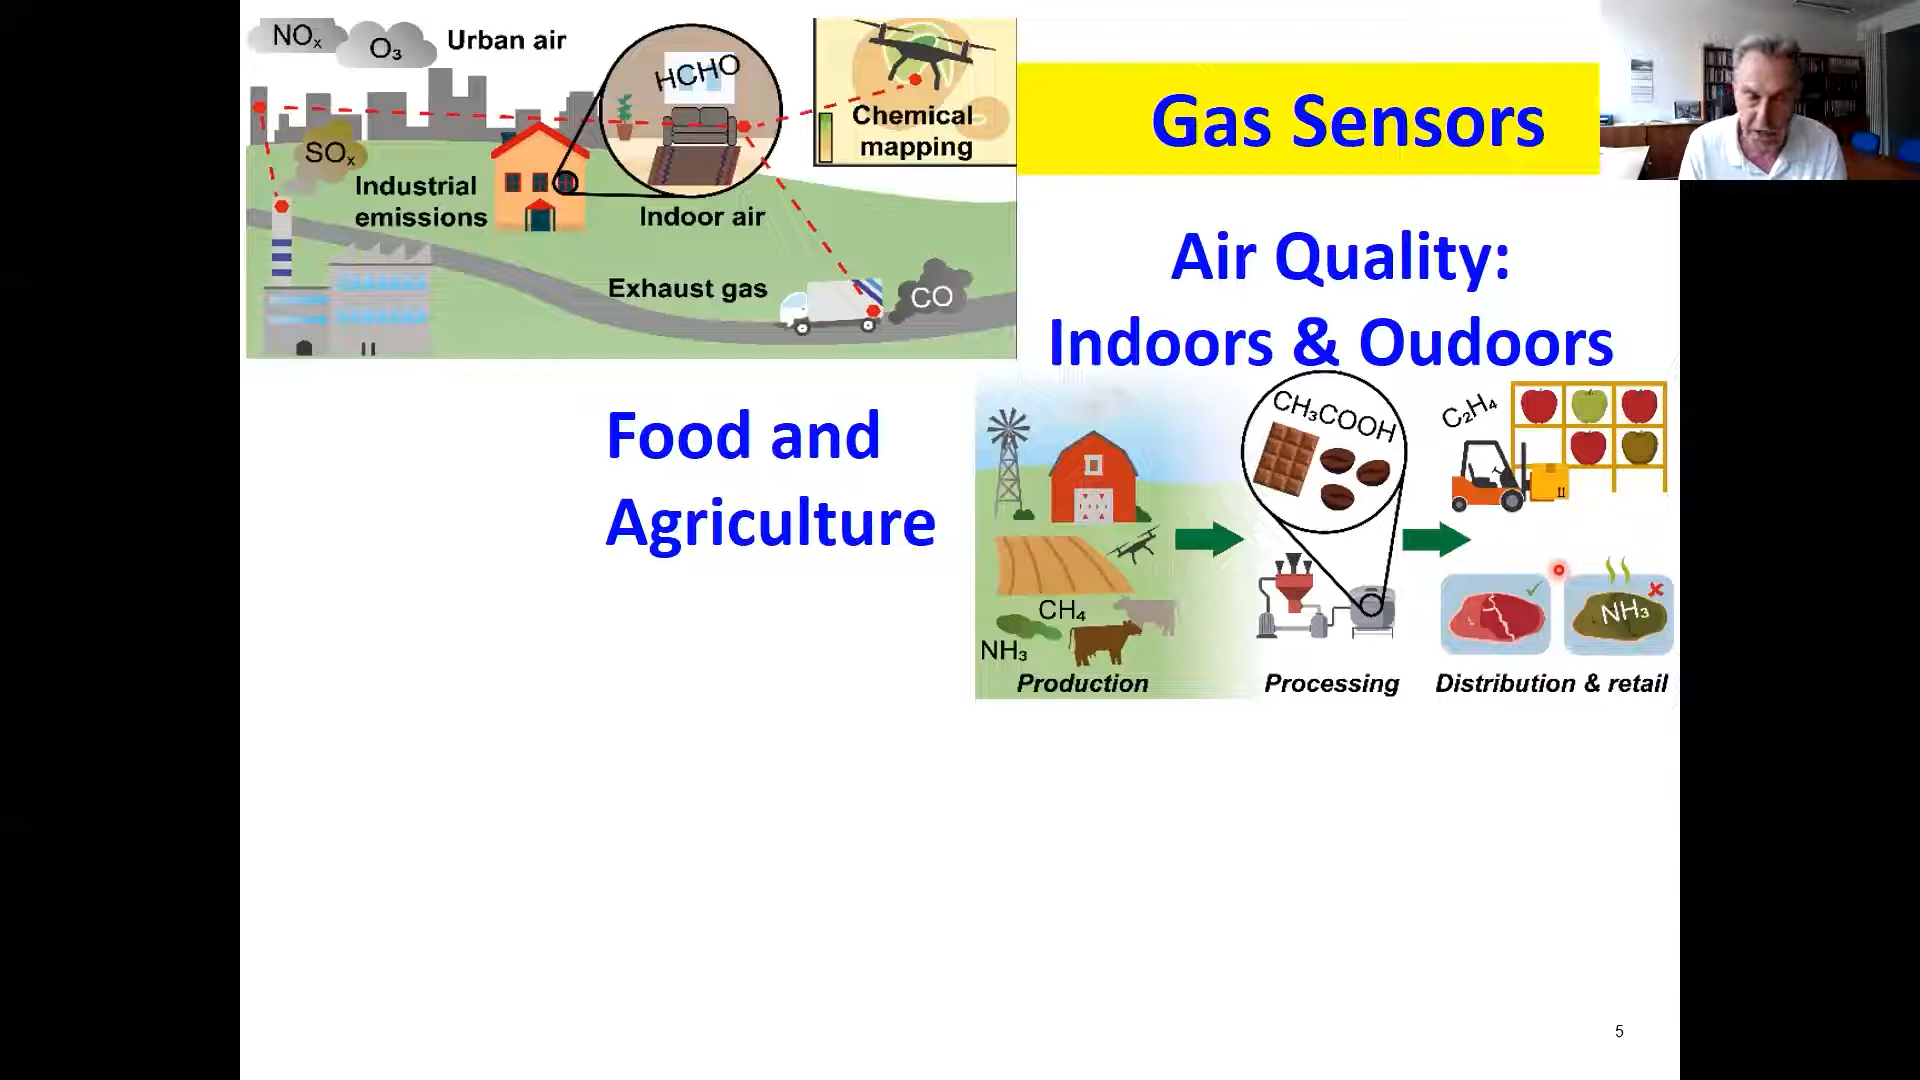 NOₓ
O₃
Urban air
HCHO
Chemical
mapping
SOₓ
Industrial
emissions
Indoor air
Exhaust gas
CO
Gas Sensors
Air Quality:
Indoors & Oudoors
Food and
Agriculture
CH₃COOH
C₂H₄
CH₄
NH₃
NH₃
Production
Processing
Distribution & retail
5